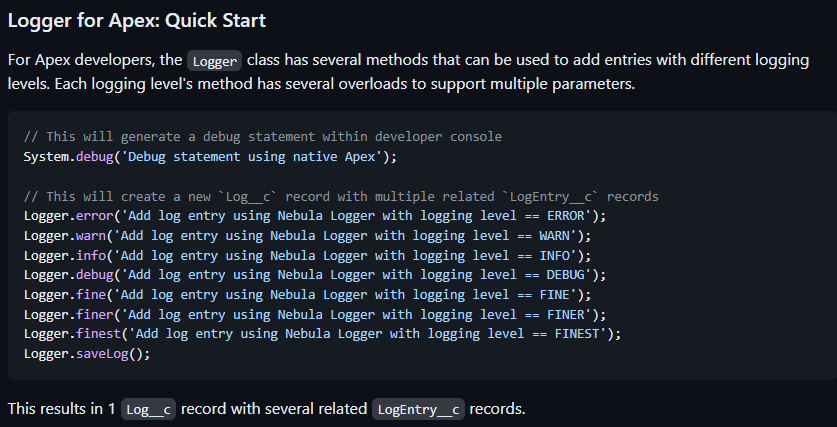 Logger for Apex: Quick Start
For Apex developers, the Logger class has several methods that can be used to add entries with different logging
levels. Each logging level's method has several overloads to support multiple parameters.
// This will generate a debug statement within developer console
System.debug('Debug statement using native Apex');
// This will create a new `Log__c` record with multiple related `LogEntry__c` records
Logger.error('Add log entry using Nebula Logger with logging level == ERROR');
Logger.warn('Add log entry using Nebula Logger with logging level == WARN');
Logger.info('Add log entry using Nebula Logger with logging level == INFO');
Logger.debug('Add log entry using Nebula Logger with logging level == DEBUG');
Logger.fine('Add log entry using Nebula Logger with logging level == FINE');
Logger.finer('Add log entry using Nebula Logger with logging level == FINER');
Logger.finest('Add log entry using Nebula Logger with logging level == FINEST');
Logger.saveLog();
This results in 1 Log__c record with several related LogEntry__c records.